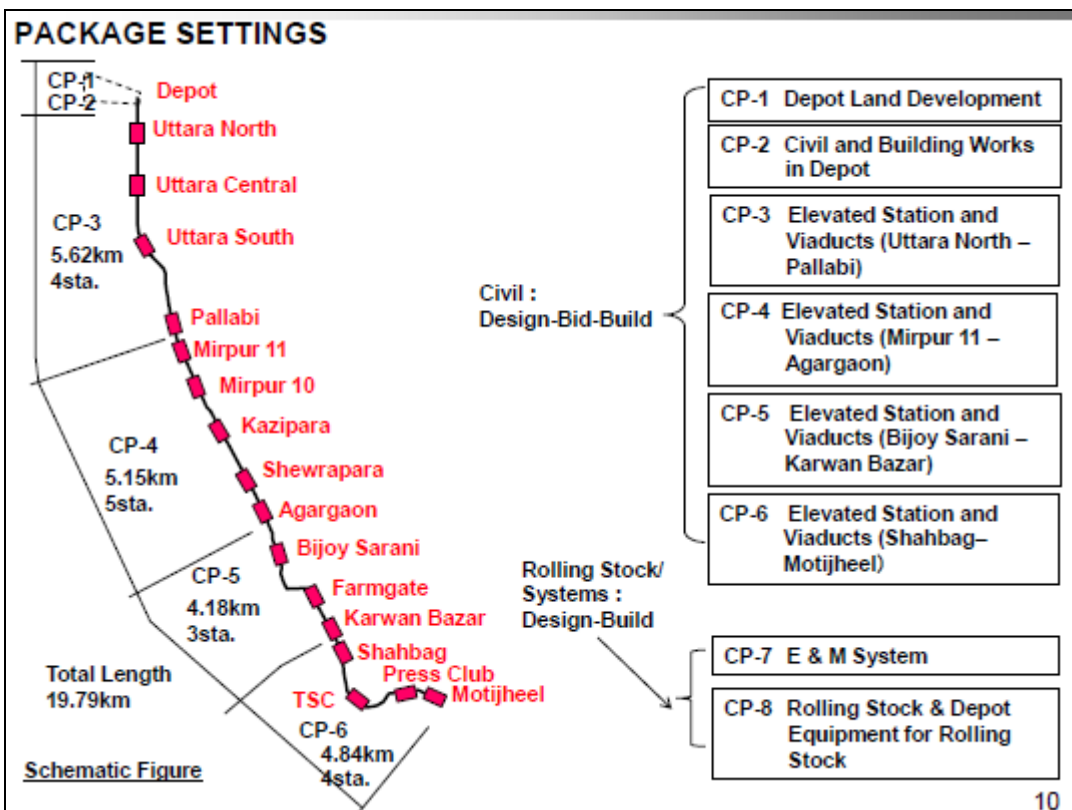 PACKAGE SETTINGS
CP-1
CP-2
Depot
Uttara North
Uttara Central
CP-3
5.62km
4sta.
Uttara South
Pallabi
Mirpur 11
Mirpur 10
Kazipara
CP-4
5.15km
5sta.
Shewrapara
Agargaon
Bijoy Sarani
CP-5
4.18km
3sta.
Farmgate
Karwan Bazar
Shahbag
Press Club
Motijheel
TSC
Total Length
19.79km
CP-6
4.84km
4sta.
Schematic Figure
Civil :
Design-Bid-Build
CP-1 Depot Land Development
CP-2 Civil and Building Works
in Depot
CP-3 Elevated Station and
Viaducts (Uttara North –
Pallabi)
CP-4 Elevated Station and
Viaducts (Mirpur 11 –
Agargaon)
CP-5 Elevated Station and
Viaducts (Bijoy Sarani –
Karwan Bazar)
CP-6 Elevated Station and
Viaducts (Shahbag–
Motijheel)
Rolling Stock/
Systems :
Design-Build
CP-7 E & M System
CP-8 Rolling Stock & Depot
Equipment for Rolling
Stock
10